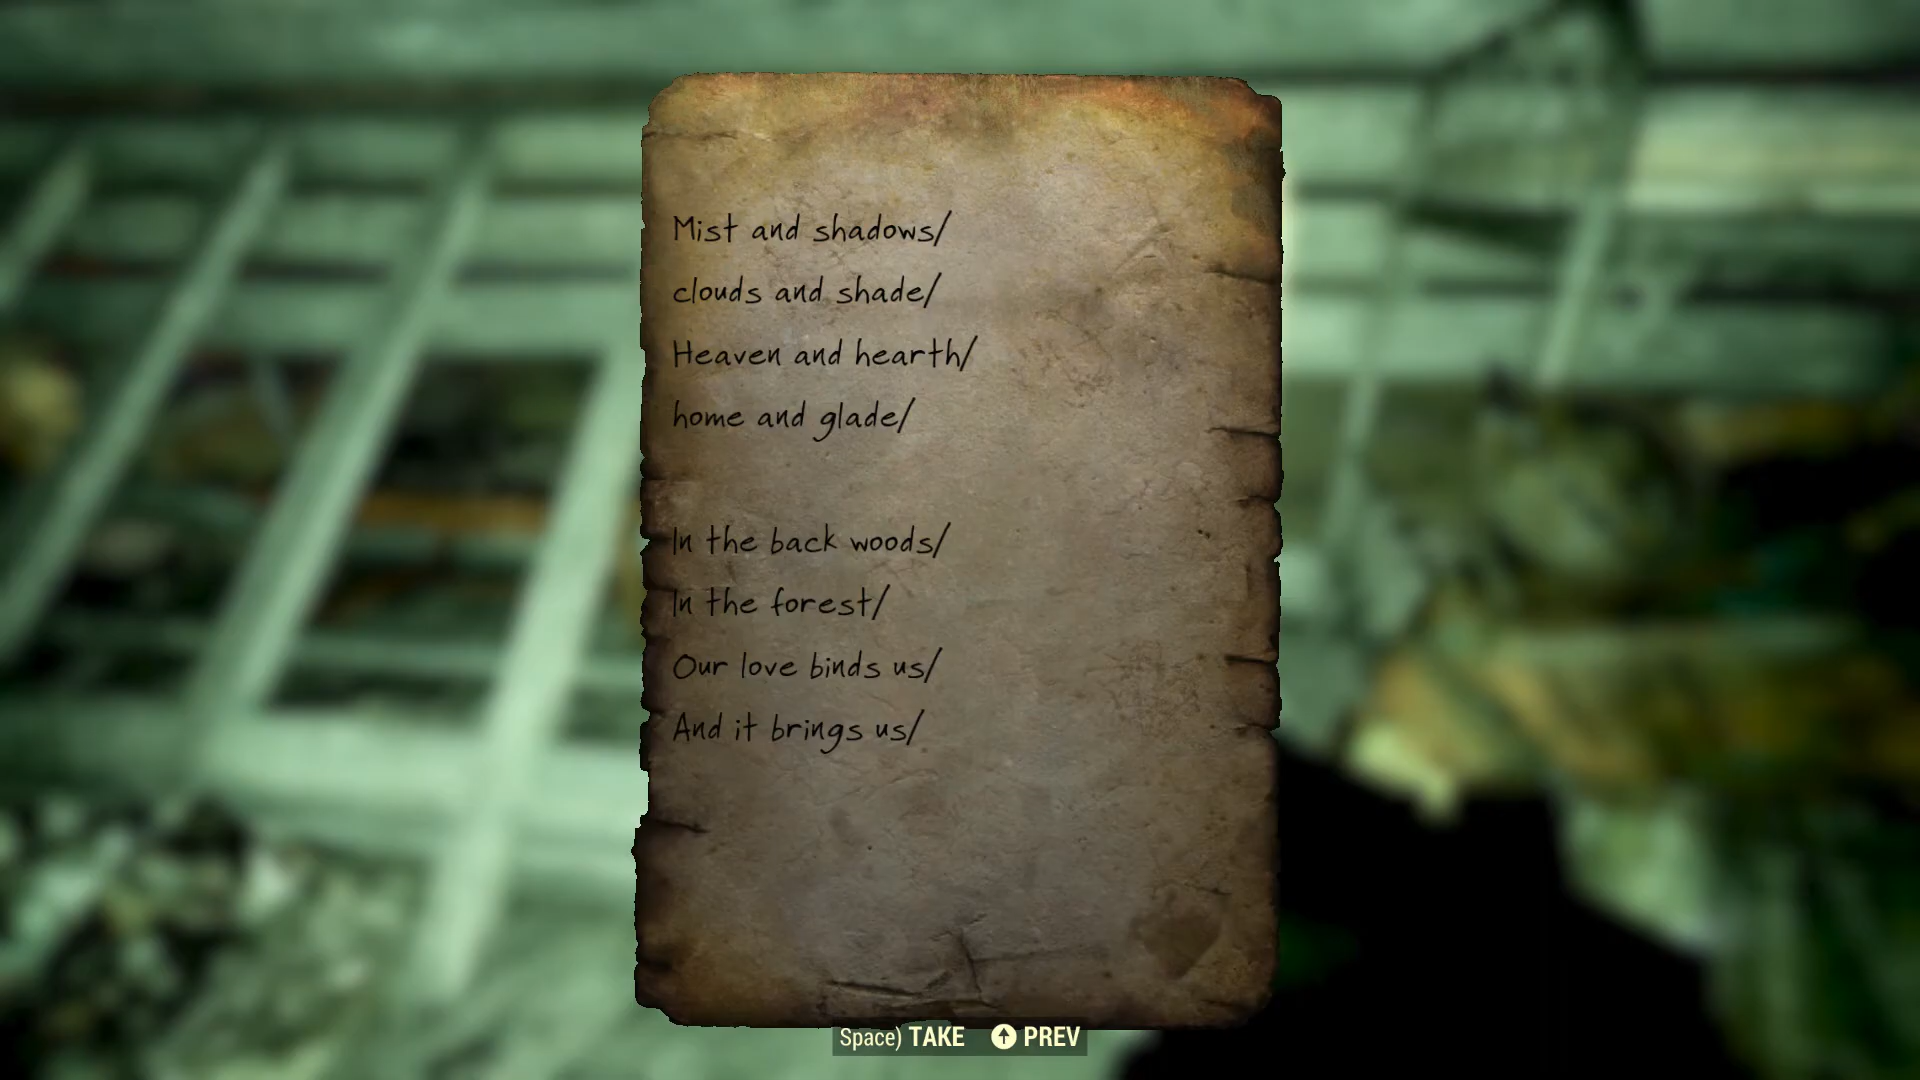 Mist and shadows/
clouds and shade/
Heaven and hearth/
home and glade/
In the back woods/
In the forest/
Our love binds us/
And it brings us/
Space) TAKE PREV